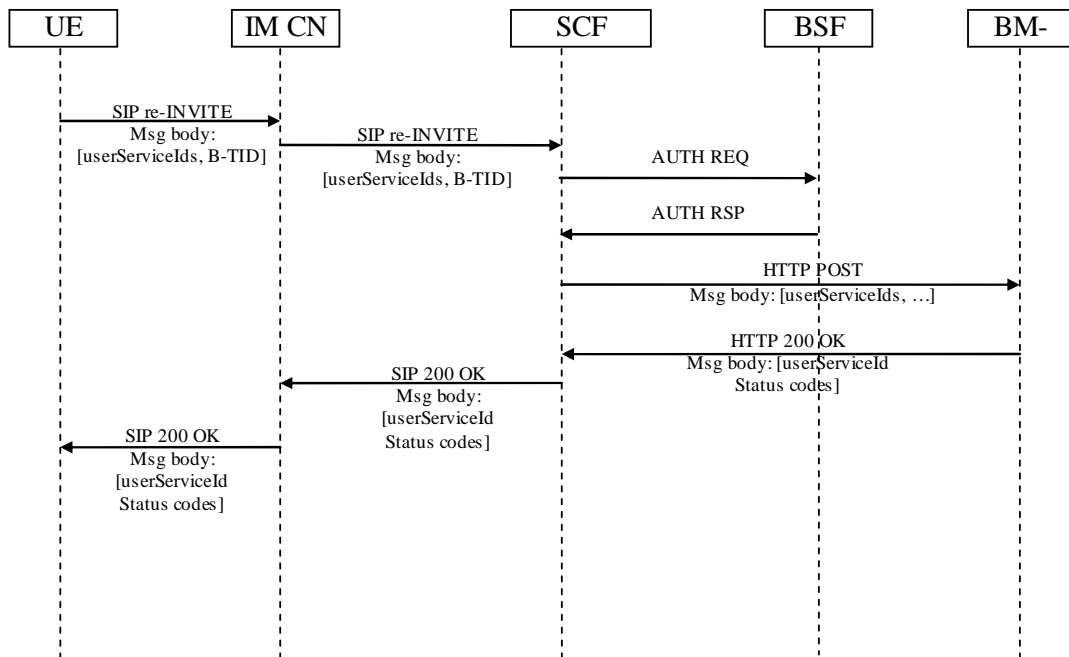 UE
IM CN
SCF
BSF
BM-
SIP re-INVITE
Msg body:
[userServiceIds, B-TID]
SIP re-INVITE
Msg body:
[userServiceIds, B-TID]
AUTH REQ
AUTH RSP
HTTP POST
Msg body: [userServiceIds, …]
HTTP 200 OK
Msg body: [userServiceId
Status codes]
SIP 200 OK
Msg body:
[userServiceId
Status codes]
SIP 200 OK
Msg body:
[userServiceId
Status codes]